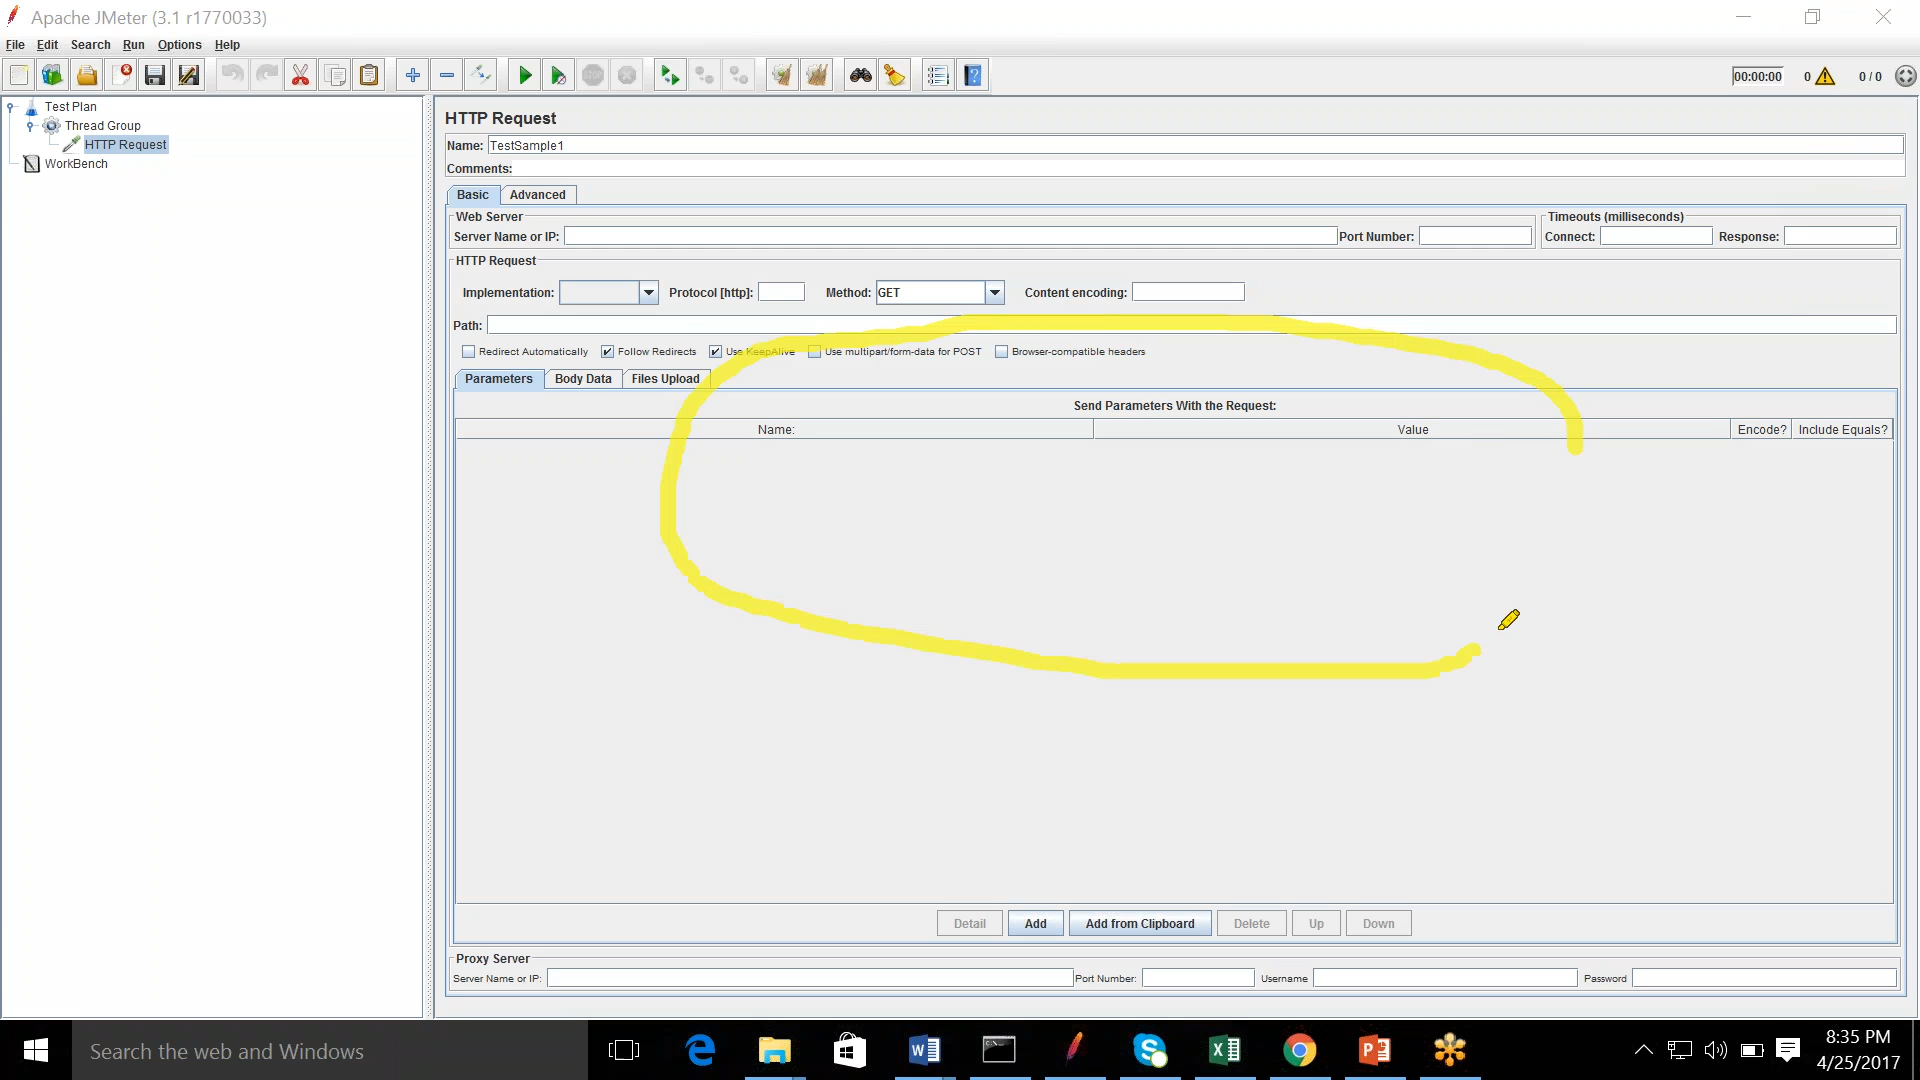 Apache JMeter (3.1 r1770033)
File Edit Search Run Options Help
00:00:00 0 0 / 0
Test Plan
Thread Group
HTTP Request
WorkBench
HTTP Request
Name: TestSample1
Comments:
Basic Advanced
Web Server
Server Name or IP: Port Number:
Timeouts (milliseconds)
Connect: Response:
HTTP Request
Implementation: Protocol [http]: Method: GET Content encoding:
Path:
Redirect Automatically Follow Redirects Use KeepAlive Use multipart/form-data for POST Browser-compatible headers
Parameters Body Data Files Upload
Send Parameters With the Request:
Name: Value Encode? Include Equals?
Detail Add Add from Clipboard Delete Up Down
Proxy Server
Server Name or IP: Port Number: Username Password
Search the web and Windows
8:35 PM
4/25/2017